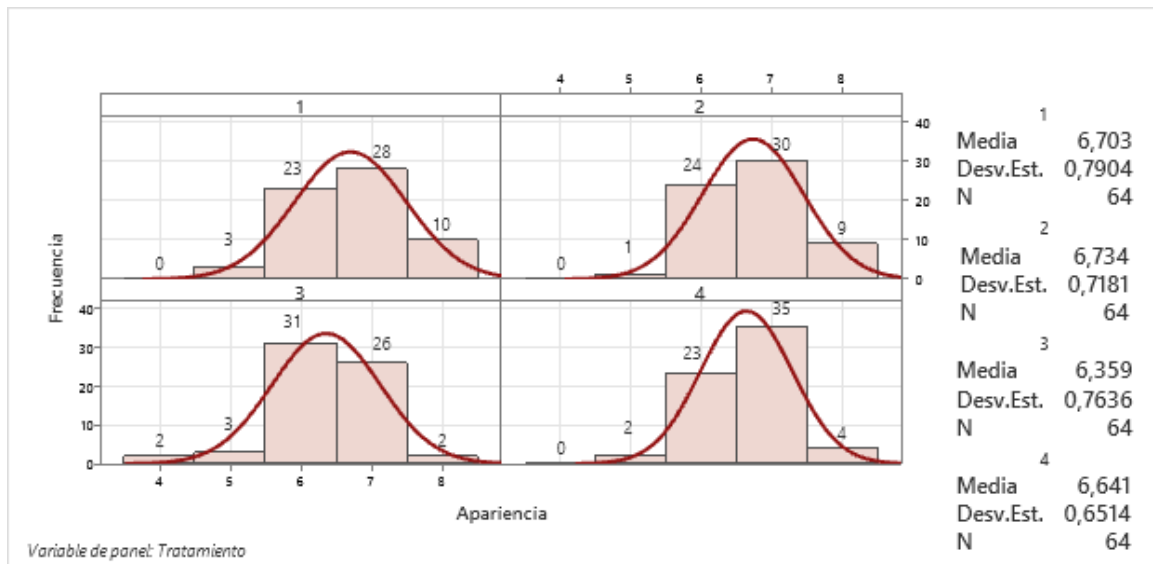 4 5 6 7 8
1 2
40
30
20
10
0
0 3 23 28 10
0 1 24 30 9
Frecuencia
3 4
40
30
20
10
0
2 3 31 26 2
0 2 23 35 4
4 5 6 7 8
Apariencia
Variable de panel: Tratamiento
1
Media 6,703
Desv.Est. 0,7904
N 64
2
Media 6,734
Desv.Est. 0,7181
N 64
3
Media 6,359
Desv.Est. 0,7636
N 64
4
Media 6,641
Desv.Est. 0,6514
N 64